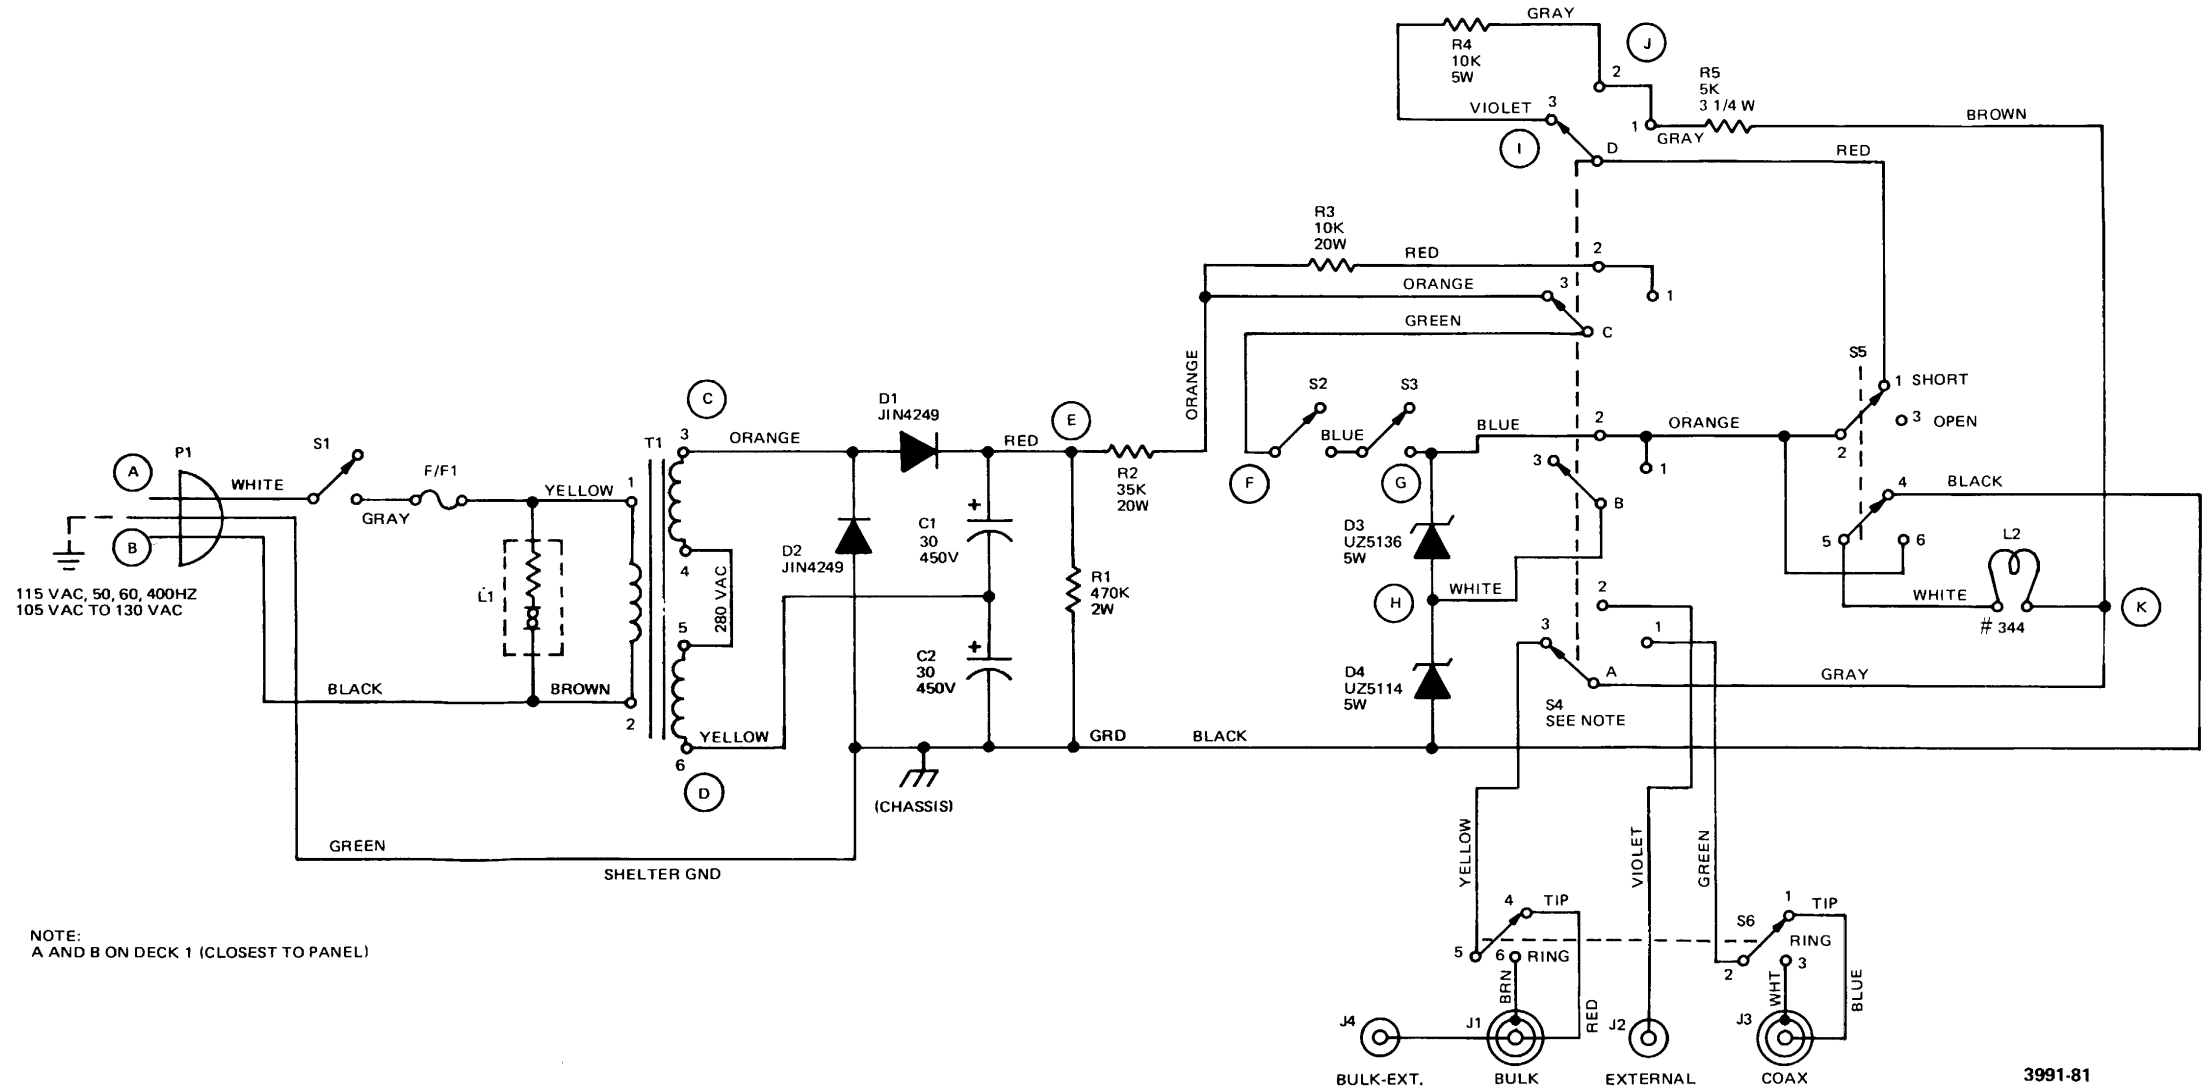 GRAY
J
R4
10K
5W
2
R5
5K
3 1/4 W
VIOLET
3
BROWN
1
GRAY
I
D
RED
R3
10K
20W
RED
2
ORANGE
3
1
GREEN
C
ORANGE
S5
1 SHORT
3 OPEN
2
C
D1
JIN4249
E
S2
S3
BLUE
BLUE
2
ORANGE
3
1
F
G
B
4
BLACK
5
6
A
P1
S1
WHITE
F/F1
GRAY
YELLOW
1
T1
3
ORANGE
RED
R2
35K
20W
B
115 VAC, 50, 60, 400HZ
105 VAC TO 130 VAC
L1
D2
JIN4249
4
280 VAC
5
C1
30
450V
+
R1
470K
2W
D3
UZ5136
5W
H
WHITE
2
L2
WHITE
# 344
K
C2
30
450V
+
D4
UZ5114
5W
3
1
A
GRAY
S4
SEE NOTE
BLACK
BROWN
2
YELLOW
6
D
GRD
BLACK
(CHASSIS)
GREEN
SHELTER GND
YELLOW
VIOLET
GREEN
4
TIP
5
6
RING
BRN
RED
S6
1
TIP
RING
2
3
WHT
BLUE
NOTE:
A AND B ON DECK 1 (CLOSEST TO PANEL)
J4
J1
J2
J3
BULK-EXT.
BULK
EXTERNAL
COAX
3991-81